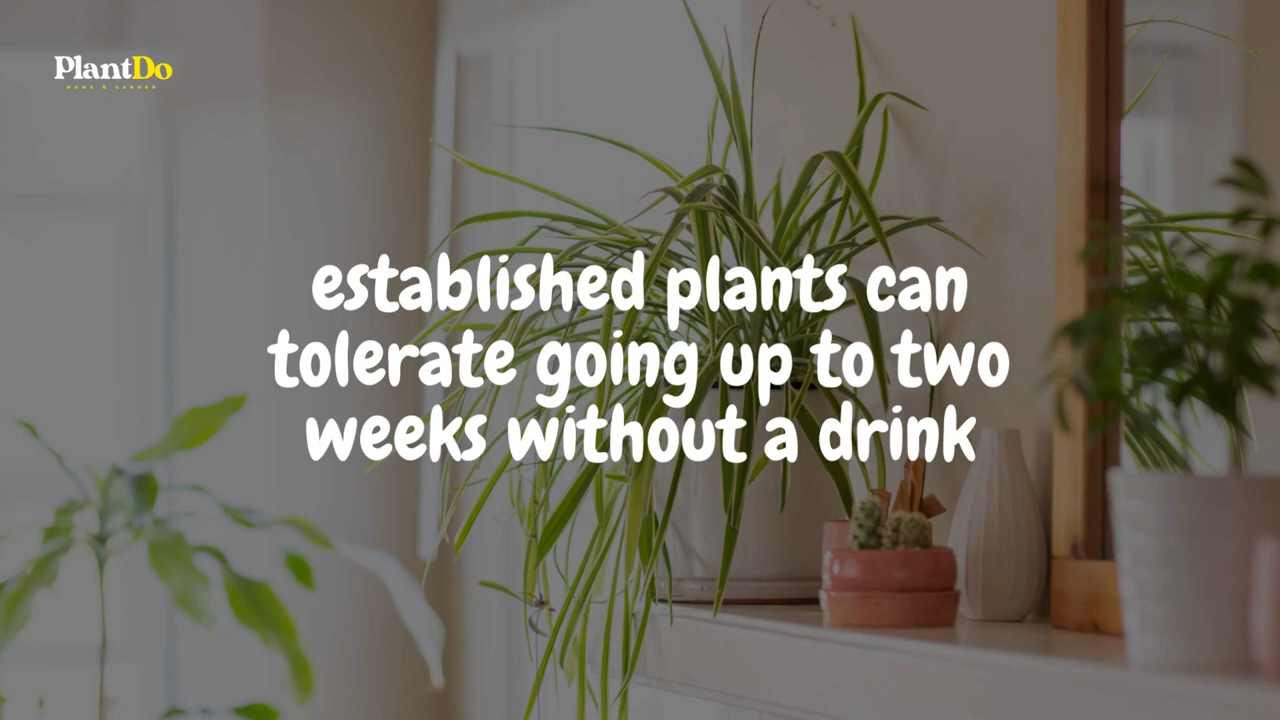 PlantDo
HOME & GARDEN
established plants can
tolerate going up to two
weeks without a drink